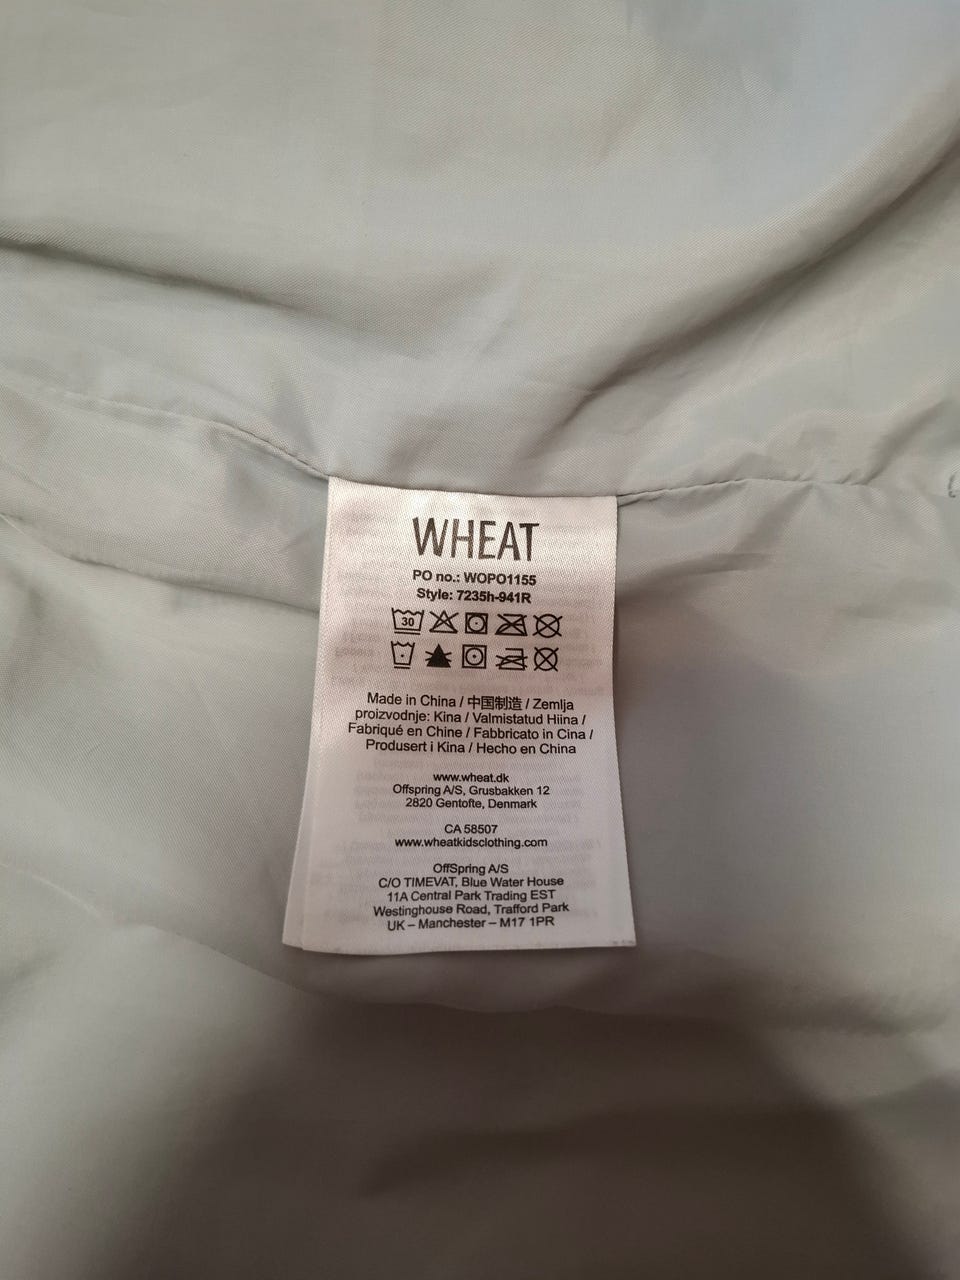 WHEAT
PO no.: WOPO1155
Style: 7235h-941R
30
Made in China / 中国制造 / Zemlja
proizvodnje: Kina / Valmistatud Hiina /
Fabriqué en Chine / Fabbricato in Cina /
Produsert i Kina / Hecho en China
www.wheat.dk
Offspring A/S, Grusbakken 12
2820 Gentofte, Denmark
CA 58507
www.wheatkidsclothing.com
OffSpring A/S
C/O TIMEVAT, Blue Water House
11A Central Park Trading EST
Westinghouse Road, Trafford Park
UK – Manchester – M17 1PR